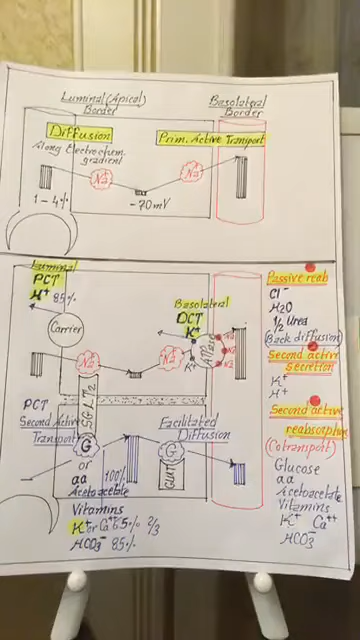 Luminal (Apical)
Border
Basolateral
Border
Diffusion
Along Electrochem.
gradient
Prim. Active Transport
Na
Na
1-4%
-70mV
Luminal
PCT
H+ 85%
Carrier
Basolateral
DCT
K+
K+
ATPase
Na
Na
Na
Na
Na
SGLT2
PCT
Second Active
Transport
G
or
aa
Acetoacetate
Vitamins
K+ or Ca++ 65% 2/3
HCO3- 85%
100%
Facilitated
Diffusion
G
GLUT
Passive reab
Cl-
H2O
1/2 Urea
(Back diffusion)
Second active
secretion
K+
H+
Second active
reabsorption
(Cotransport)
Glucose
aa
Acetoacetate
Vitamins
K+ Ca++
HCO3-